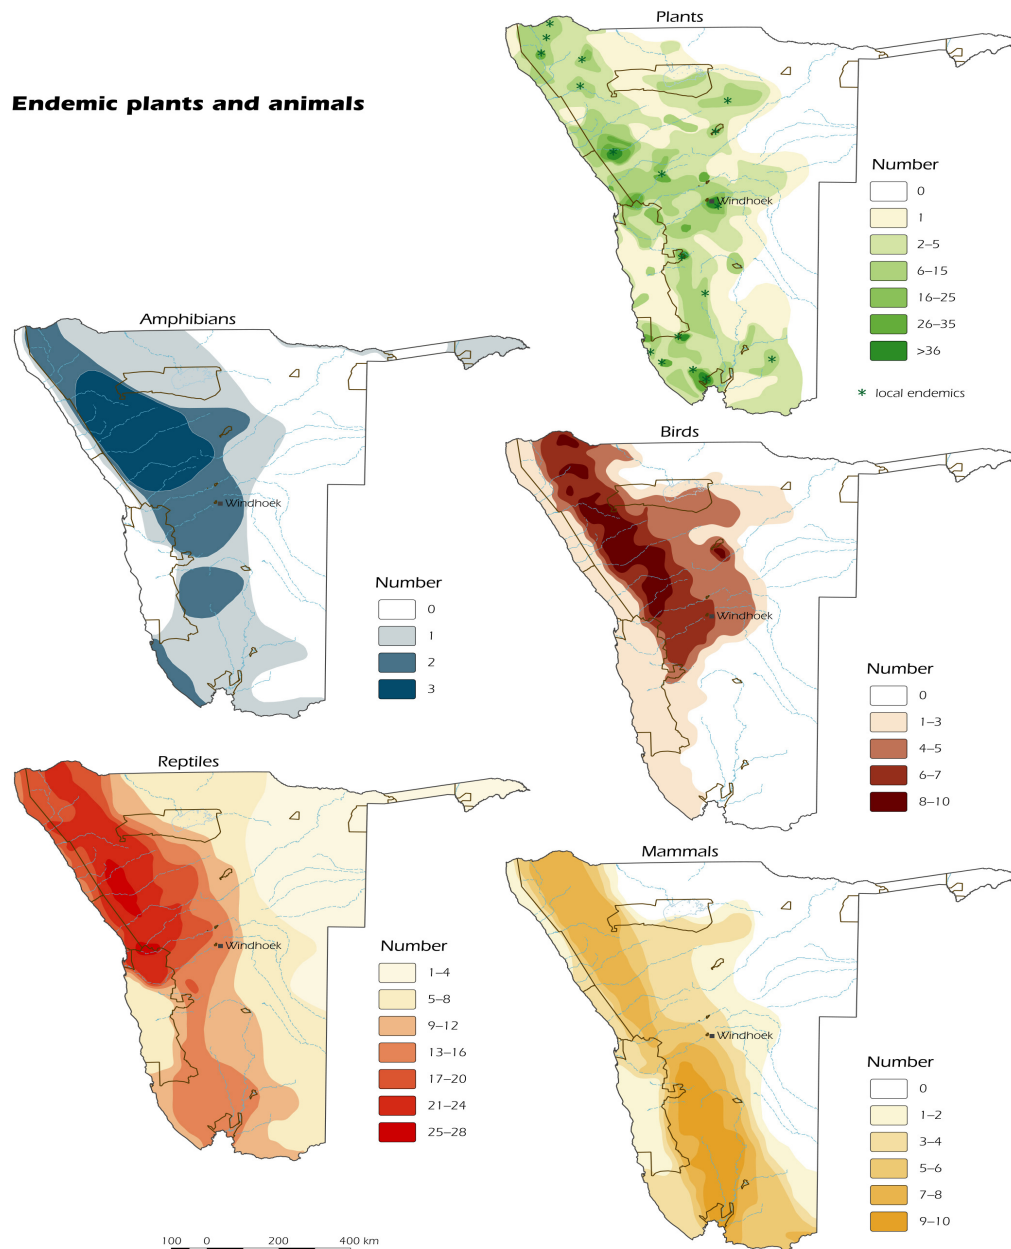 Endemic plants and animals
Plants
Windhoek
Number
0
1
2–5
6–15
16–25
26–35
>36
* local endemics
Amphibians
Windhoek
Number
0
1
2
3
Birds
Windhoek
Number
0
1–3
4–5
6–7
8–10
Reptiles
Windhoek
Number
1–4
5–8
9–12
13–16
17–20
21–24
25–28
Mammals
Windhoek
Number
0
1–2
3–4
5–6
7–8
9–10
100 0 200 400 km